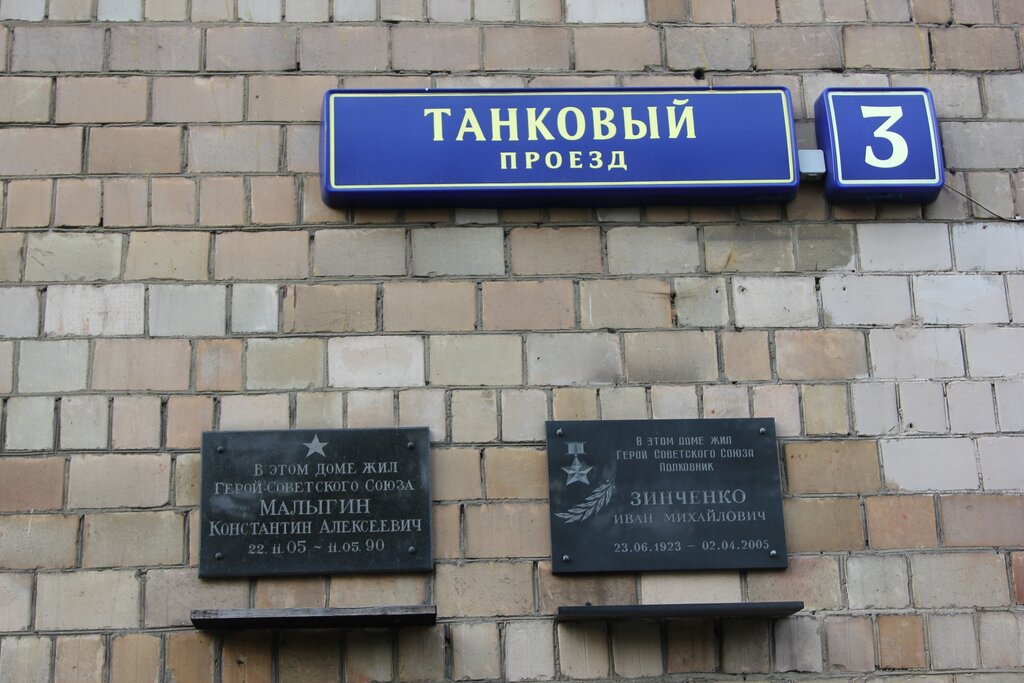 ТАНКОВЫЙ
ПРОЕЗД
3
В ЭТОМ ДОМЕ ЖИЛ
ГЕРОЙ СОВЕТСКОГО СОЮЗА
МАЛЫГИН
КОНСТАНТИН АЛЕКСЕЕВИЧ
22.11.05 ~ 11.05.90
В ЭТОМ ДОМЕ ЖИЛ
ГЕРОЙ СОВЕТСКОГО СОЮЗА
ПОЛКОВНИК
ЗИНЧЕНКО
ИВАН МИХАЙЛОВИЧ
23.06.1923 – 02.04.2005